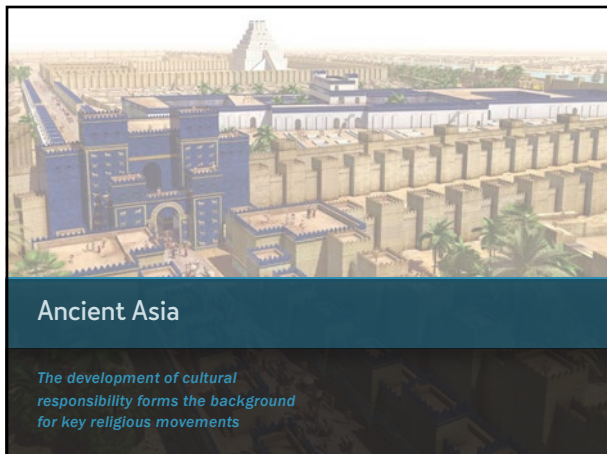 Ancient Asia
The development of cultural
responsibility forms the background
for key religious movements